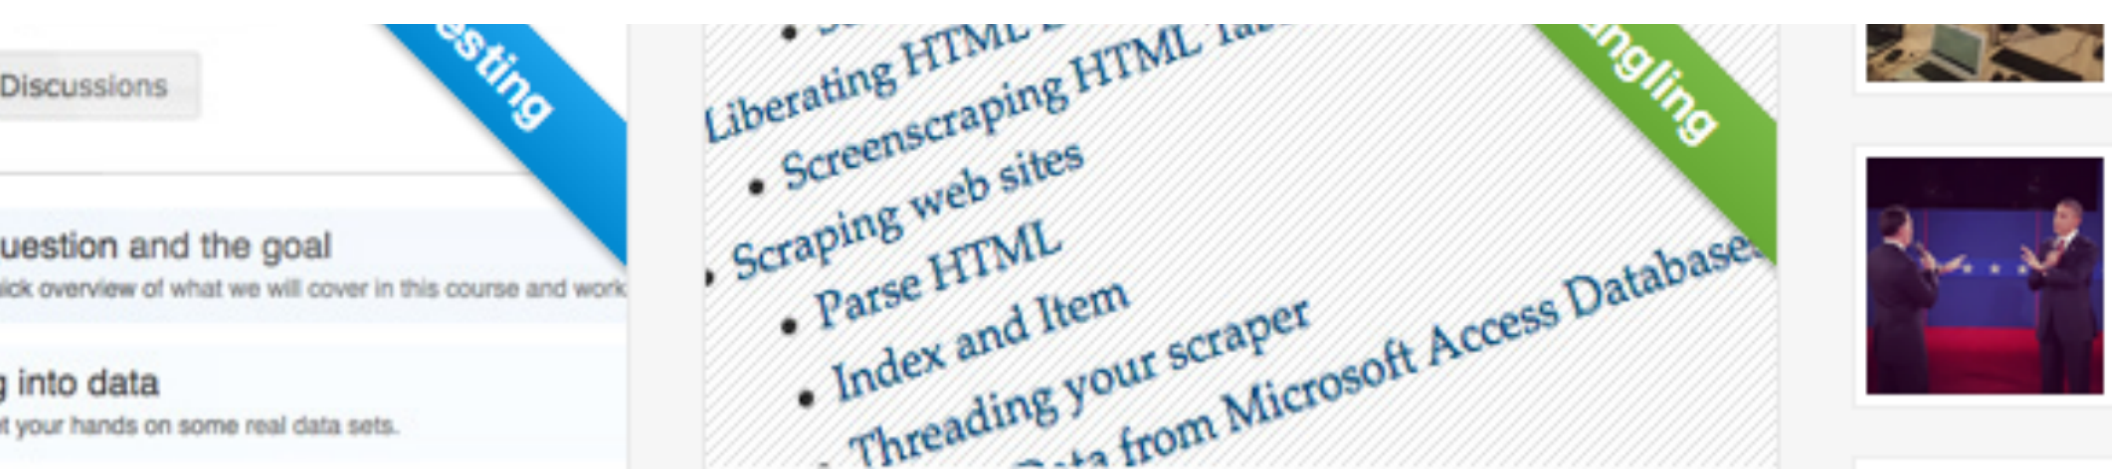 esting
Discussions
uestion and the goal
ick overview of what we will cover in this course and work
g into data
t your hands on some real data sets.
Liberating HTML
Screenscraping HTML
Scraping web sites
Parse HTML
Index and Item
Threading your scraper
from Microsoft Access Databases
ngling